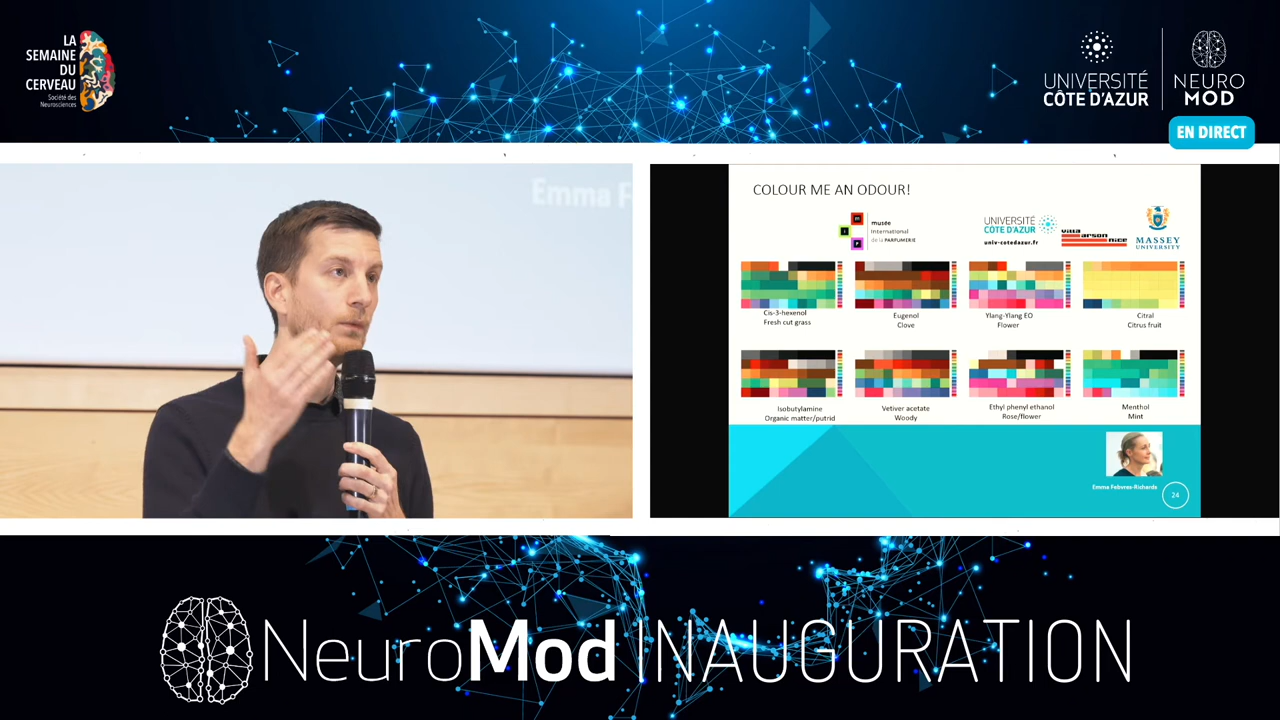 LA
SEMAINE
DU
CERVEAU
Société des
Neurosciences
UNIVERSITÉ
CÔTE D'AZUR
NEURO
MOD
EN DIRECT
Emma F
COLOUR ME AN ODOUR!
m
i
P
musée
International
de la PARFUMERIE
UNIVERSITÉ
CÔTE D'AZUR
univ-cotedazur.fr
villa
arson
nice
MASSEY
UNIVERSITY
Cis-3-hexenol
Fresh cut grass
Eugenol
Clove
Ylang-Ylang EO
Flower
Citral
Citrus fruit
Isobutylamine
Organic matter/putrid
Vetiver acetate
Woody
Ethyl phenyl ethanol
Rose/flower
Menthol
Mint
Emma Febvres-Richards
24
NeuroMod INAUGURATION